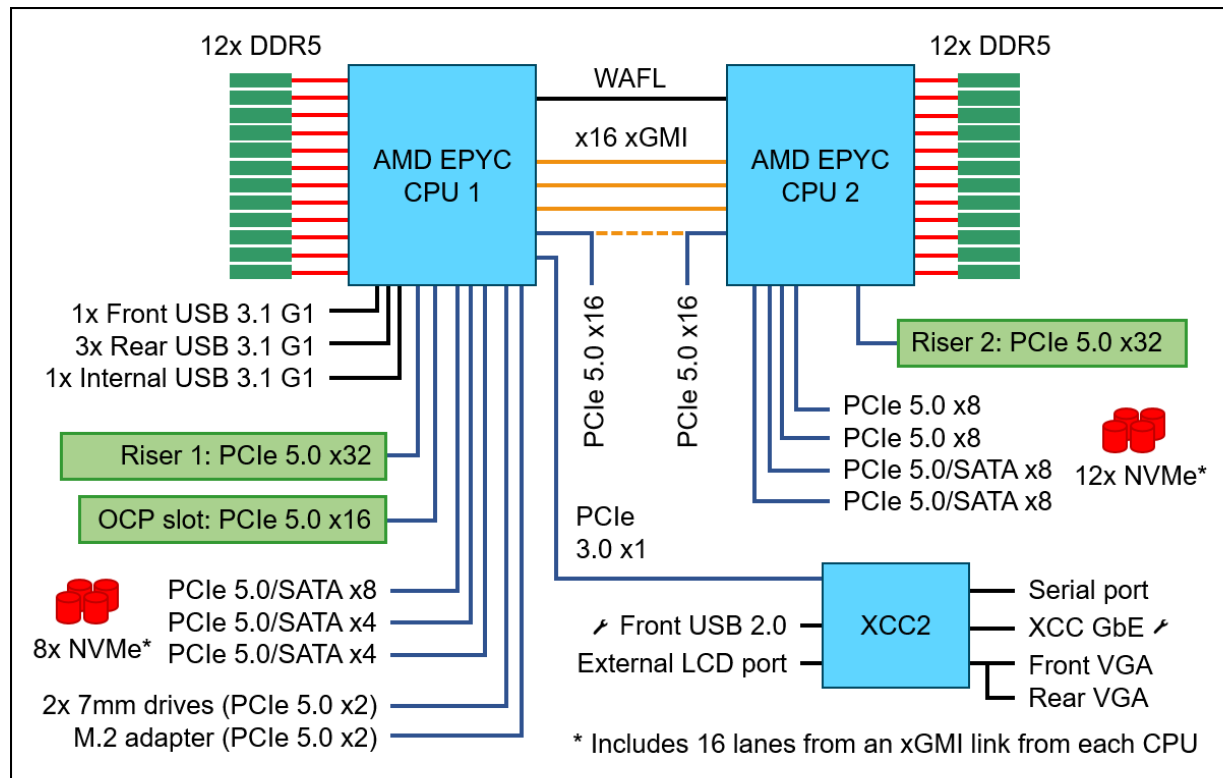 12x DDR5
12x DDR5
WAFL
x16 xGMI
AMD EPYC
CPU 1
AMD EPYC
CPU 2
1x Front USB 3.1 G1
3x Rear USB 3.1 G1
1x Internal USB 3.1 G1
PCIe 5.0 x16
PCIe 5.0 x16
Riser 2: PCIe 5.0 x32
Riser 1: PCIe 5.0 x32
OCP slot: PCIe 5.0 x16
PCIe 5.0 x8
PCIe 5.0 x8
PCIe 5.0/SATA x8
PCIe 5.0/SATA x8
12x NVMe*
PCIe
3.0 x1
PCIe 5.0/SATA x8
PCIe 5.0/SATA x4
PCIe 5.0/SATA x4
8x NVMe*
2x 7mm drives (PCIe 5.0 x2)
M.2 adapter (PCIe 5.0 x2)
Front USB 2.0
External LCD port
XCC2
Serial port
XCC GbE
Front VGA
Rear VGA
* Includes 16 lanes from an xGMI link from each CPU